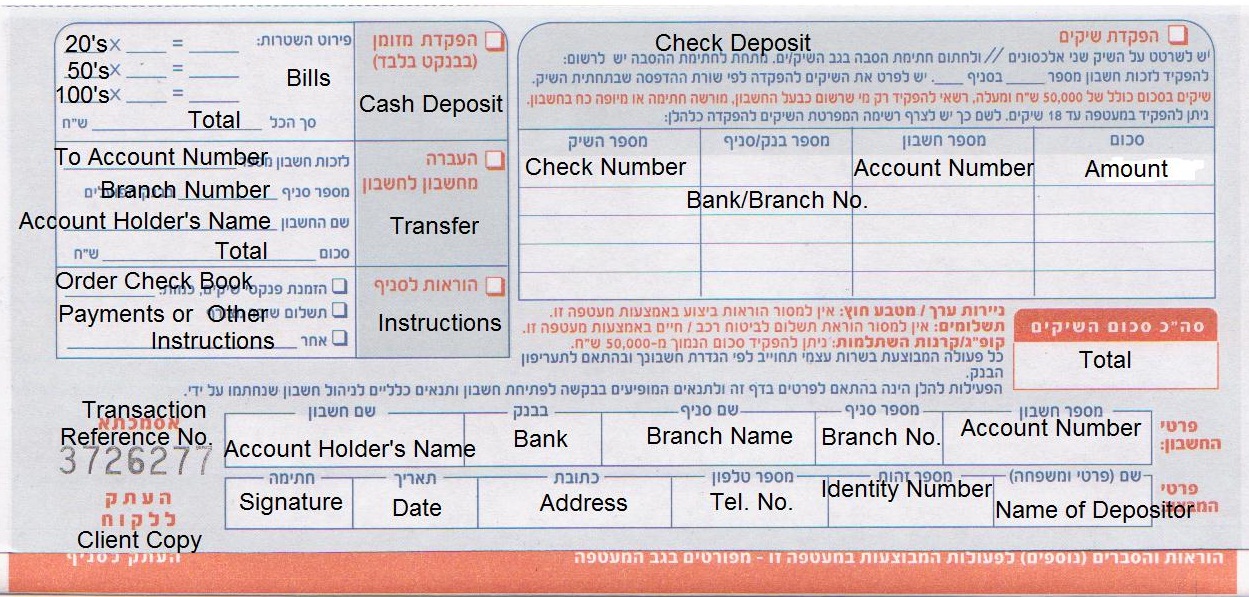 הפקדת שיקים
Check Deposit
יש לשרטט על השיק שני אלכסונים // ולחתום חתימת הסבה בגב השיק/ים. מתחת לחתימת ההסבה יש לרשום:
להפקיד לזכות חשבון מספר ____ בסניף ____. יש לפרט את השיקים להפקדה לפי שורת ההדפסה שבתחתית השיק.
שיקים בסכום כולל של 50,000 ש"ח ומעלה, רשאי להפקיד רק מי שרשום כבעל החשבון, מורשה חתימה או מיופה כח בחשבון.
ניתן להפקיד במעטפה עד 18 שיקים. לשם כך יש לצרף רשימה המפרטת השיקים להפקדה כלהלן:
סכום מספר חשבון מספר בנק/סניף מספר השיק
Amount Account Number Check Number
Bank/Branch No.
הפקדת מזומן
(בבנקט בלבד)
Cash Deposit
פירוט השטרות:
20's x ____ = ____
50's x ____ = ____
Bills
100's x ____ = ____
סך הכל Total ש"ח
העברה
מחשבון לחשבון
Transfer
לזכות חשבון מספר
To Account Number
מספר סניף
Branch Number
שם החשבון
Account Holder's Name
סכום Total ש"ח
הוראות לסניף
Instructions
הזמנת פנקסי שיקים, כמות:
Order Check Book
תשלום
Payments or Other
אחר
Instructions
ניירות ערך / מטבע חוץ: אין למסור הוראות ביצוע באמצעות מעטפה זו.
תשלומים: אין למסור הוראת תשלום לביטוח רכב / חיים באמצעות מעטפה זו.
קופ"ג/קרנות השתלמות: ניתן להפקיד סכום הנמוך מ-50,000 ש"ח.
כל פעולה המבוצעת בשרות עצמי תחוייב לפי הגדרת חשבונך ובהתאם לתעריפון
הבנק.
הפעילות להלן הינה בהתאם לפרטים בדף זה ולתנאים המופיעים בבקשה לפתיחת חשבון ותנאים כלליים לניהול חשבון שנחתמו על ידי.
סה"כ סכום השיקים
Total
פרטי
החשבון:
מספר חשבון מספר סניף שם סניף בבנק שם חשבון
Account Number Branch No. Branch Name Bank Account Holder's Name
Transaction
אסמכתא
Reference No.
3726277
פרטי
המבצע:
שם (פרטי ומשפחה) מספר זהות מספר טלפון כתובת תאריך חתימה
Name of Depositor Identity Number Tel. No. Address Date Signature
העתק
ללקוח
Client Copy
הוראות והסברים (נוספים) לפעולות המבוצעות במעטפה זו - מפורטים בגב המעטפה
העתק לסניף